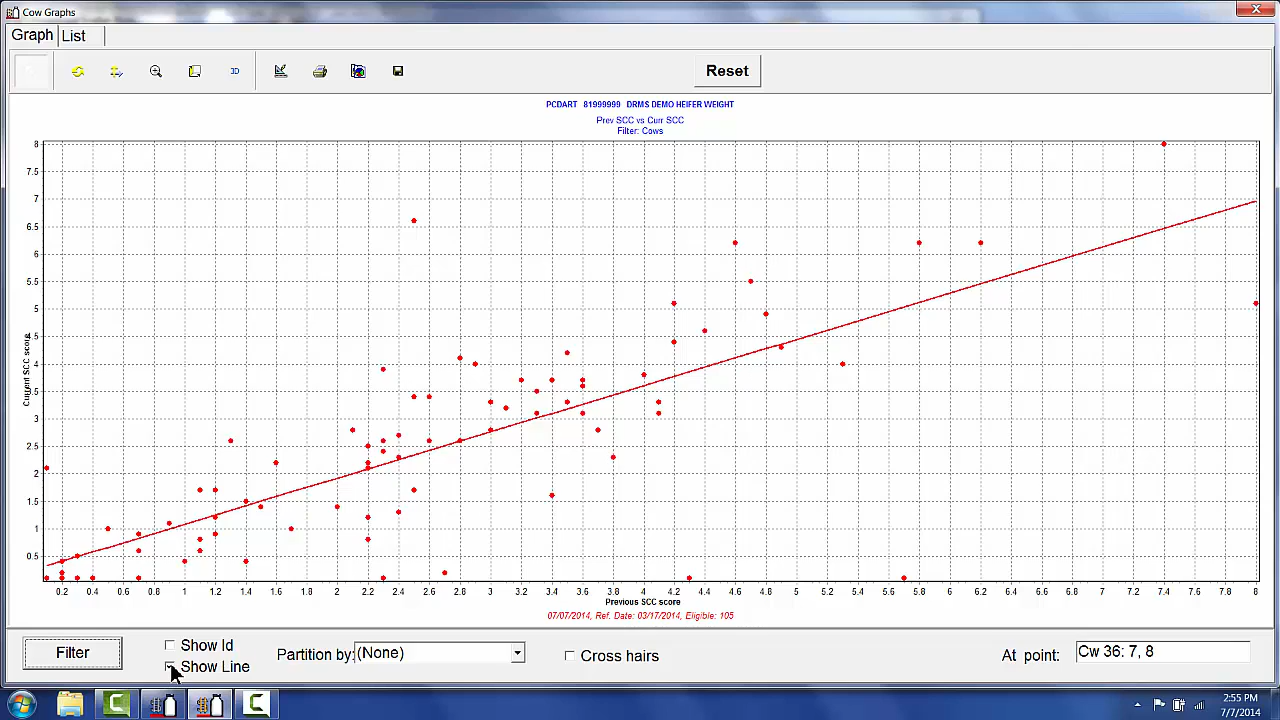 Cow Graphs
Graph List
3D
Reset
PCDART 81999999 DRMS DEMO HEIFER WEIGHT
Prev SCC vs Curr SCC
Filter: Cows
8
7.5
7
6.5
6
5.5
5
4.5
4
3.5
3
2.5
2
1.5
1
0.5
Current SCC score
0.2 0.4 0.6 0.8 1.0 1.2 1.4 1.6 1.8 2 2.2 2.4 2.6 2.8 3 3.2 3.4 3.6 3.8 4 4.2 4.4 4.6 4.8 5 5.2 5.4 5.6 5.8 6 6.2 6.4 6.6 6.8 7 7.2 7.4 7.6 7.8 8
Previous SCC score
07/07/2014, Ref. Date: 03/17/2014, Eligible: 105
Filter
Show Id
Show Line
Partition by: (None)
Cross hairs
At point: Cw 36: 7, 8
2:55 PM
7/7/2014